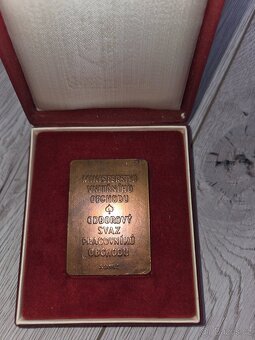 MINISTERSTVO
VNITŘNÍHO
OBCHODU
ODBOROVÝ
SVAZ
PRACOVNÍKŮ
OBCHODU